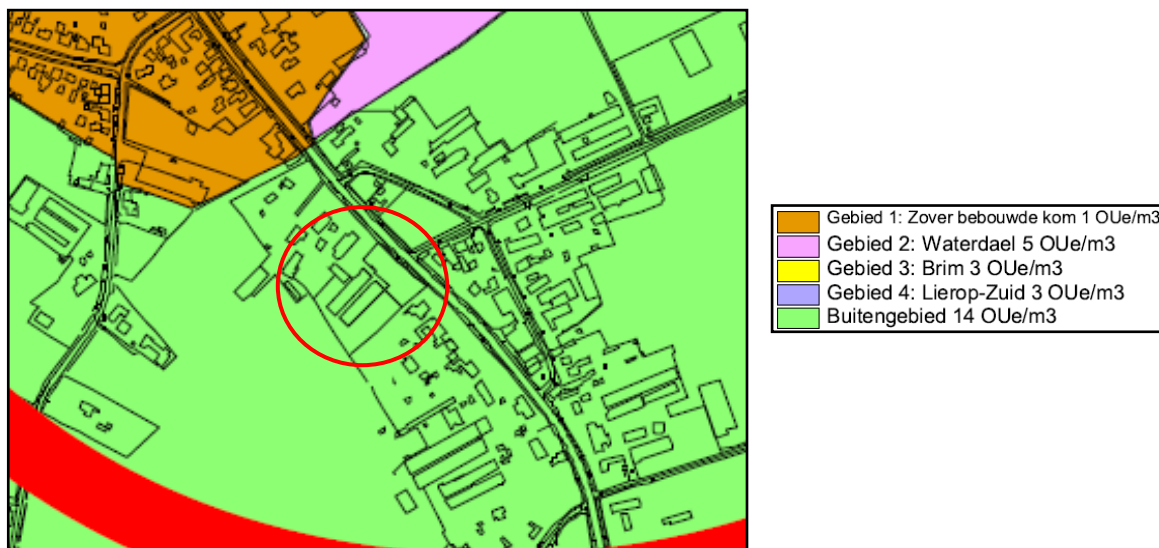 Gebied 1: Zover bebouwde kom 1 OUe/m3
Gebied 2: Waterdael 5 OUe/m3
Gebied 3: Brim 3 OUe/m3
Gebied 4: Lierop-Zuid 3 OUe/m3
Buitengebied 14 OUe/m3